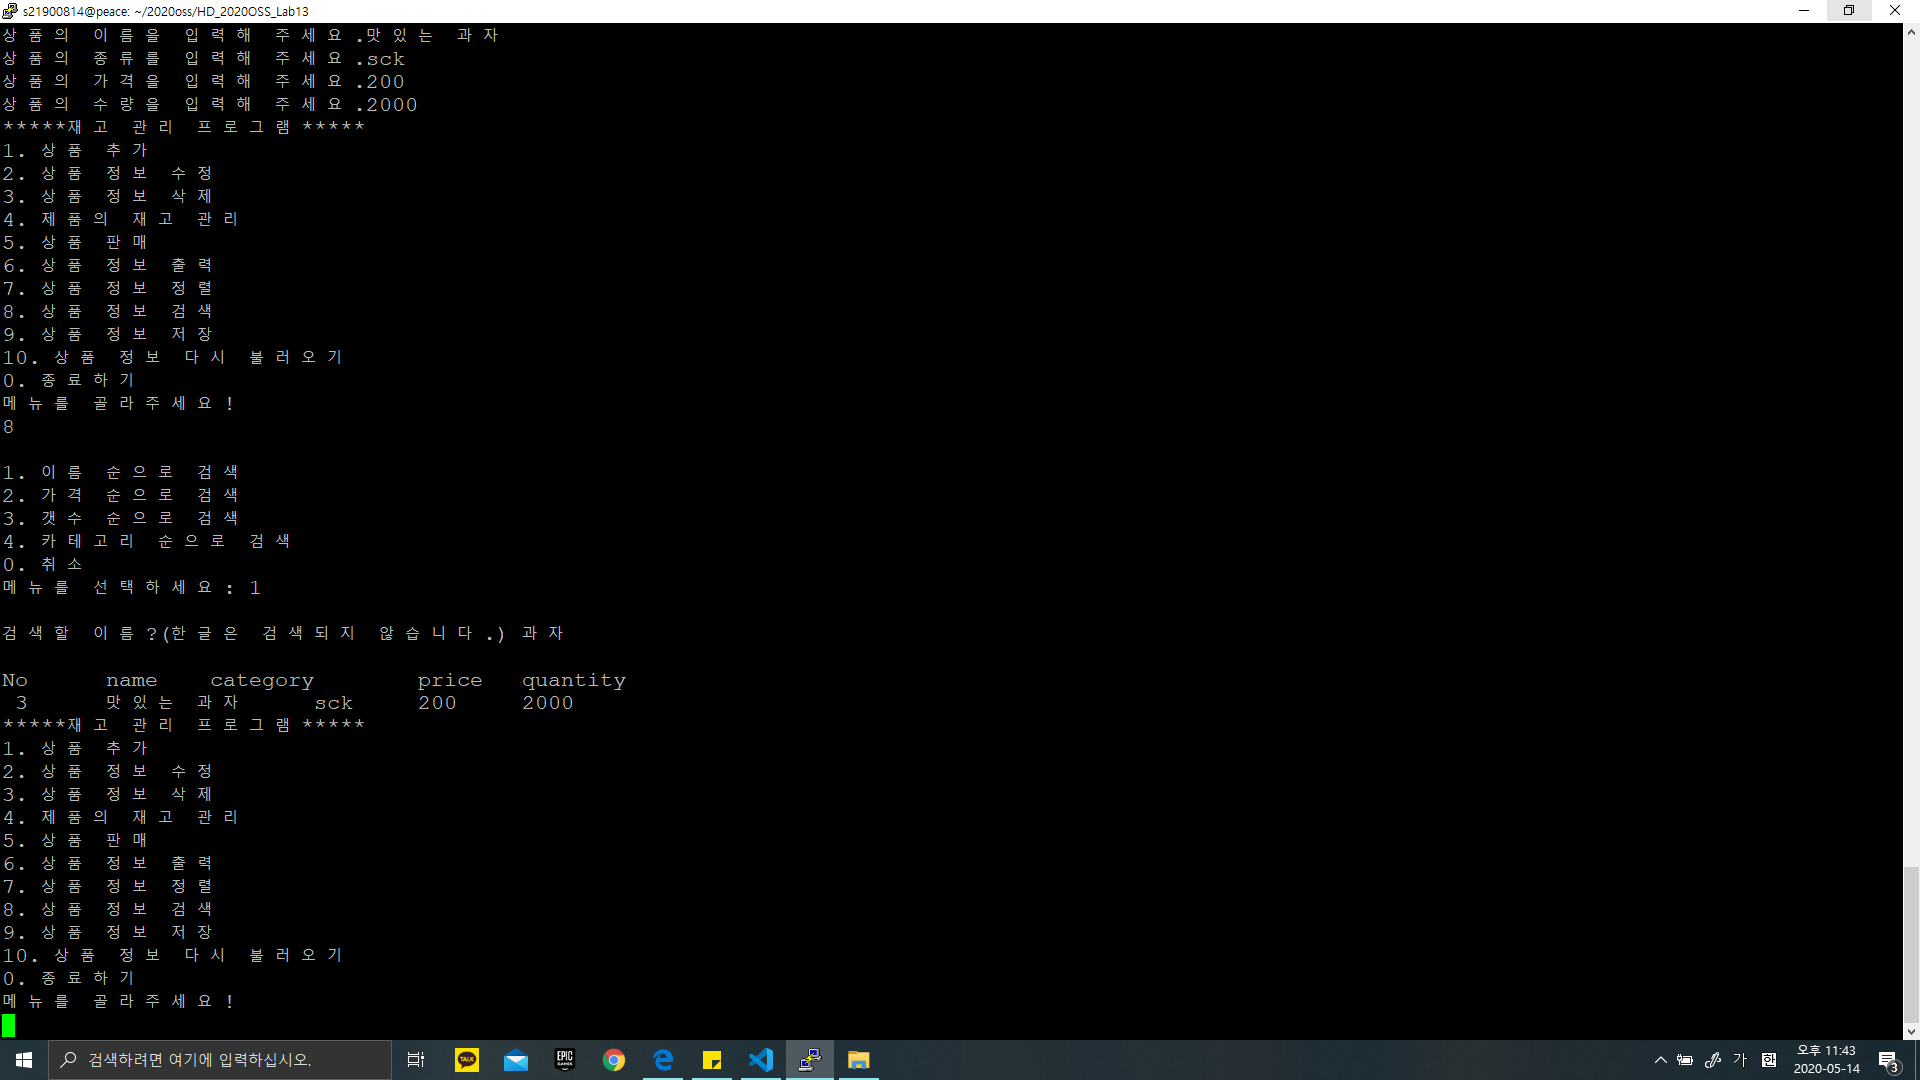 s21900814@peace: ~/2020oss/HD_2020OSS_Lab13
상품의 이름을 입력해 주세요.맛있는 과자
상품의 종류를 입력해 주세요.sck
상품의 가격을 입력해 주세요.200
상품의 수량을 입력해 주세요.2000
*****재고 관리 프로그램*****
1. 상품 추가
2. 상품 정보 수정
3. 상품 정보 삭제
4. 제품의 재고 관리
5. 상품 판매
6. 상품 정보 출력
7. 상품 정보 정렬
8. 상품 정보 검색
9. 상품 정보 저장
10. 상품 정보 다시 불러오기
0. 종료하기
메뉴를 골라주세요!
8
1. 이름 순으로 검색
2. 가격 순으로 검색
3. 갯수 순으로 검색
4. 카테고리 순으로 검색
0. 취소
메뉴를 선택하세요: 1
검색할 이름?(한글은 검색되지 않습니다.) 과자
No name category price quantity
3 맛있는 과자 sck 200 2000
*****재고 관리 프로그램*****
1. 상품 추가
2. 상품 정보 수정
3. 상품 정보 삭제
4. 제품의 재고 관리
5. 상품 판매
6. 상품 정보 출력
7. 상품 정보 정렬
8. 상품 정보 검색
9. 상품 정보 저장
10. 상품 정보 다시 불러오기
0. 종료하기
메뉴를 골라주세요!
검색하려면 여기에 입력하십시오.
TALK
EPIC
GAMES
가
한
오후 11:43
2020-05-14
3